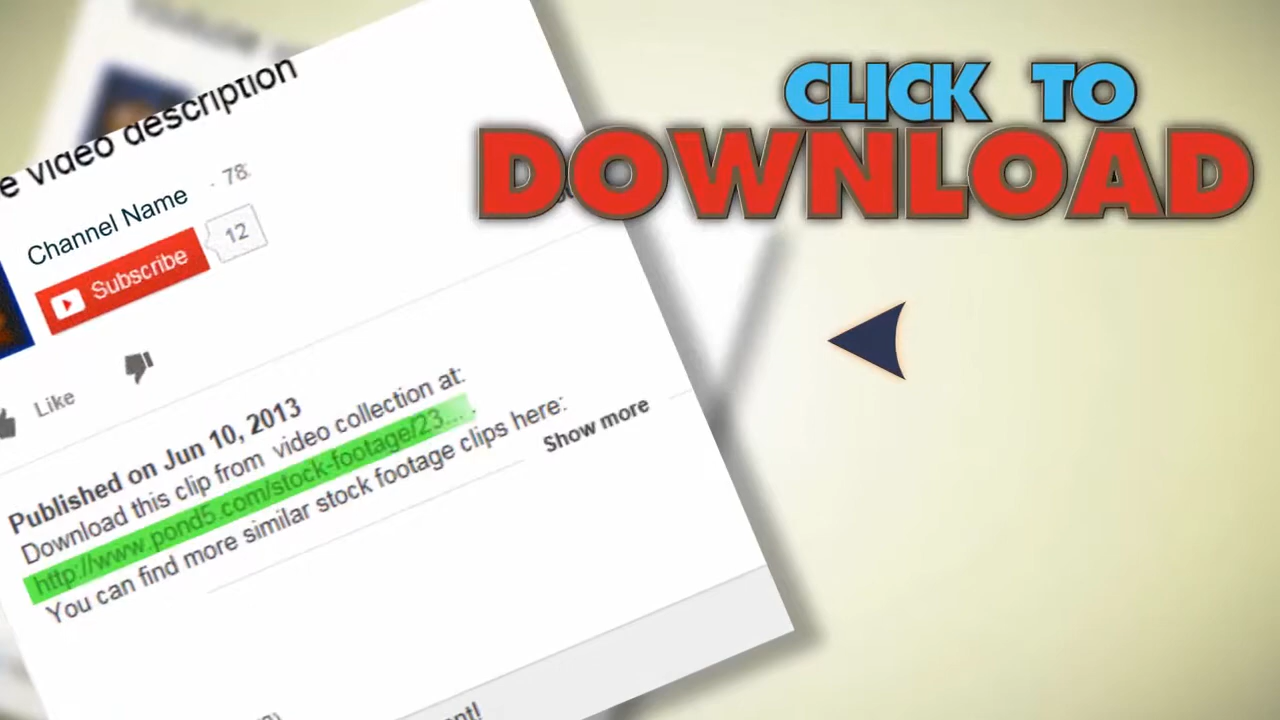 CLICK TO
DOWNLOAD
e video description
Channel Name
78
Subscribe
12
Like
Published on Jun 10, 2013
Download this clip from video collection at:
http://www.pond5.com/stock-footage/23... .
You can find more similar stock footage clips here:
Show more